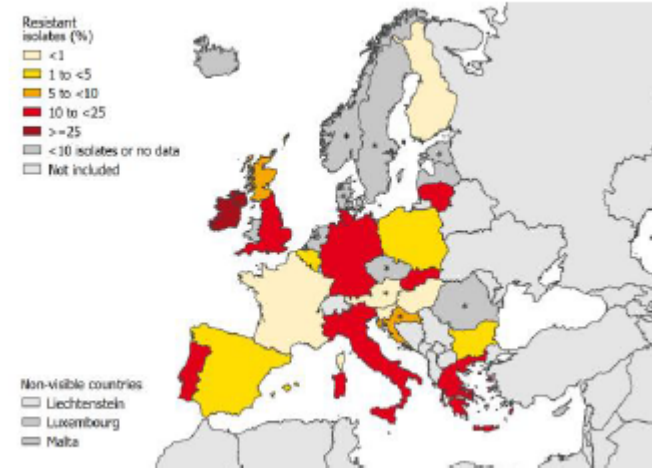 Resistant
isolates (%)
<1
1 to <5
5 to <10
10 to <25
>=25
<10 isolates or no data
Not included
Non-visible countries
Liechtenstein
Luxembourg
Malta